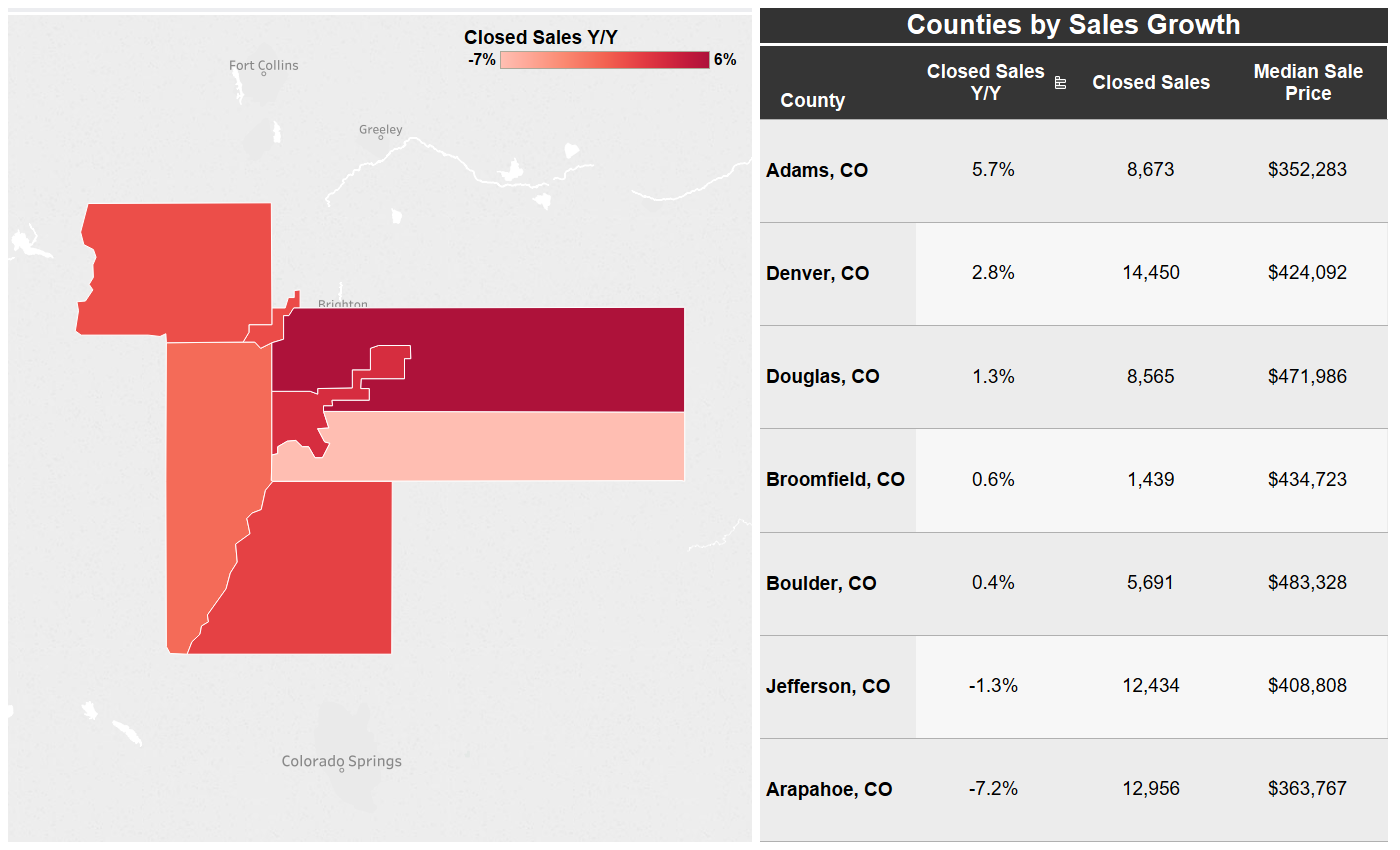 Closed Sales Y/Y
-7% 6%
Fort Collins
Greeley
Brighton
Colorado Springs
Counties by Sales Growth
County Closed Sales Y/Y Closed Sales Median Sale Price
Adams, CO 5.7% 8,673 $352,283
Denver, CO 2.8% 14,450 $424,092
Douglas, CO 1.3% 8,565 $471,986
Broomfield, CO 0.6% 1,439 $434,723
Boulder, CO 0.4% 5,691 $483,328
Jefferson, CO -1.3% 12,434 $408,808
Arapahoe, CO -7.2% 12,956 $363,767